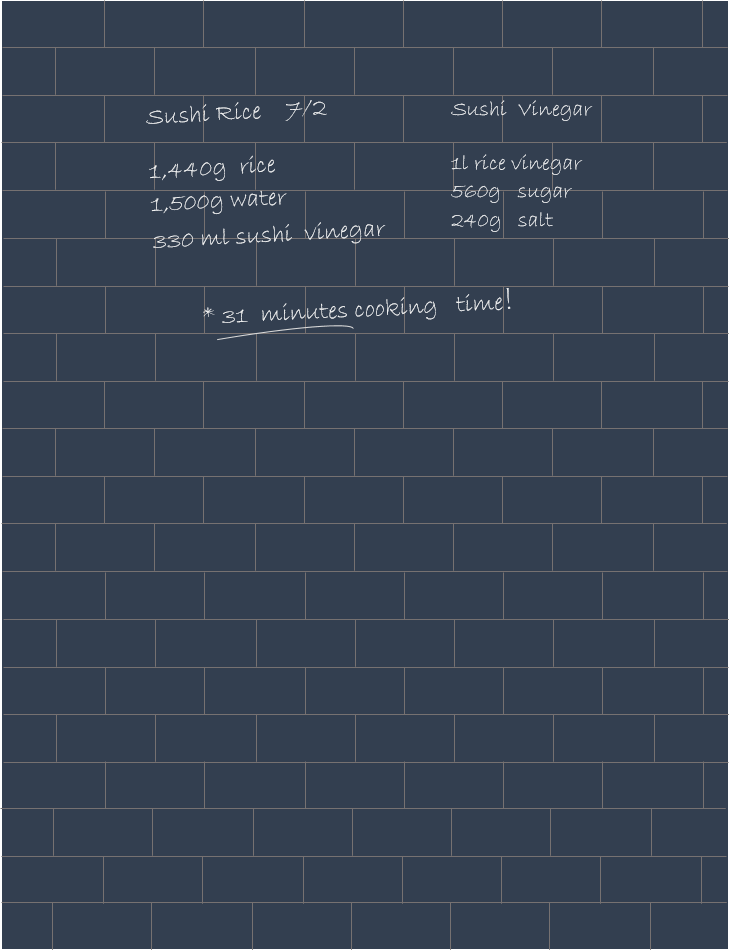 Sushi Rice 7/2
1,440g rice
1,500g water
330 ml sushi vinegar
Sushi Vinegar
1l rice vinegar
560g sugar
240g salt
* 31 minutes cooking time!